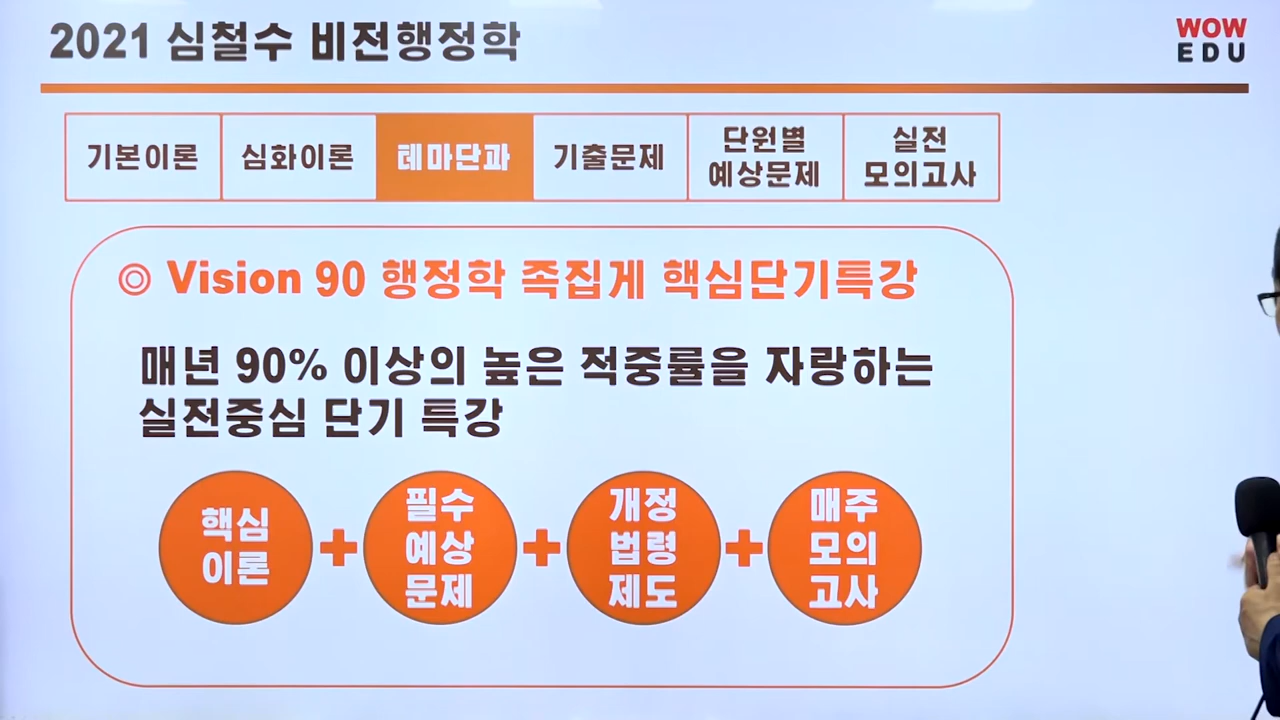 2021 심철수 비전행정학
WOW
EDU
기본이론
심화이론
테마단과
기출문제
단원별
예상문제
실전
모의고사
◎ Vision 90 행정학 족집게 핵심단기특강
매년 90% 이상의 높은 적중률을 자랑하는
실전중심 단기 특강
핵심
이론
+
필수
예상
문제
+
개정
법령
제도
+
매주
모의
고사